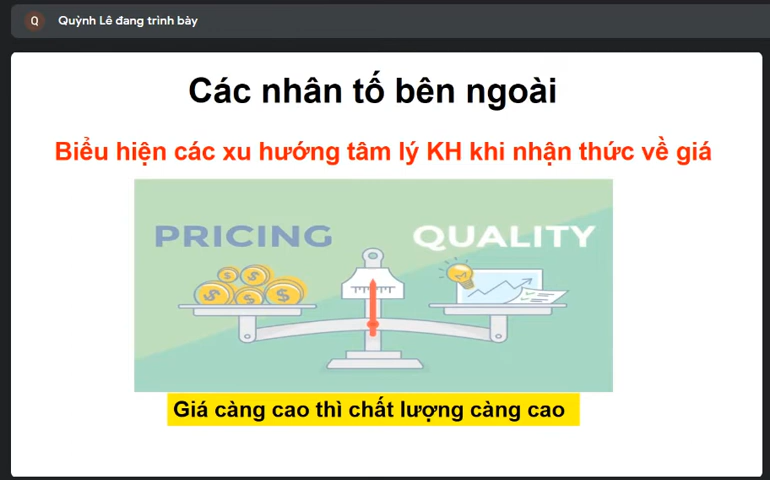 Q Quỳnh Lê đang trình bày
Các nhân tố bên ngoài
Biểu hiện các xu hướng tâm lý KH khi nhận thức về giá
PRICING QUALITY
Giá càng cao thì chất lượng càng cao